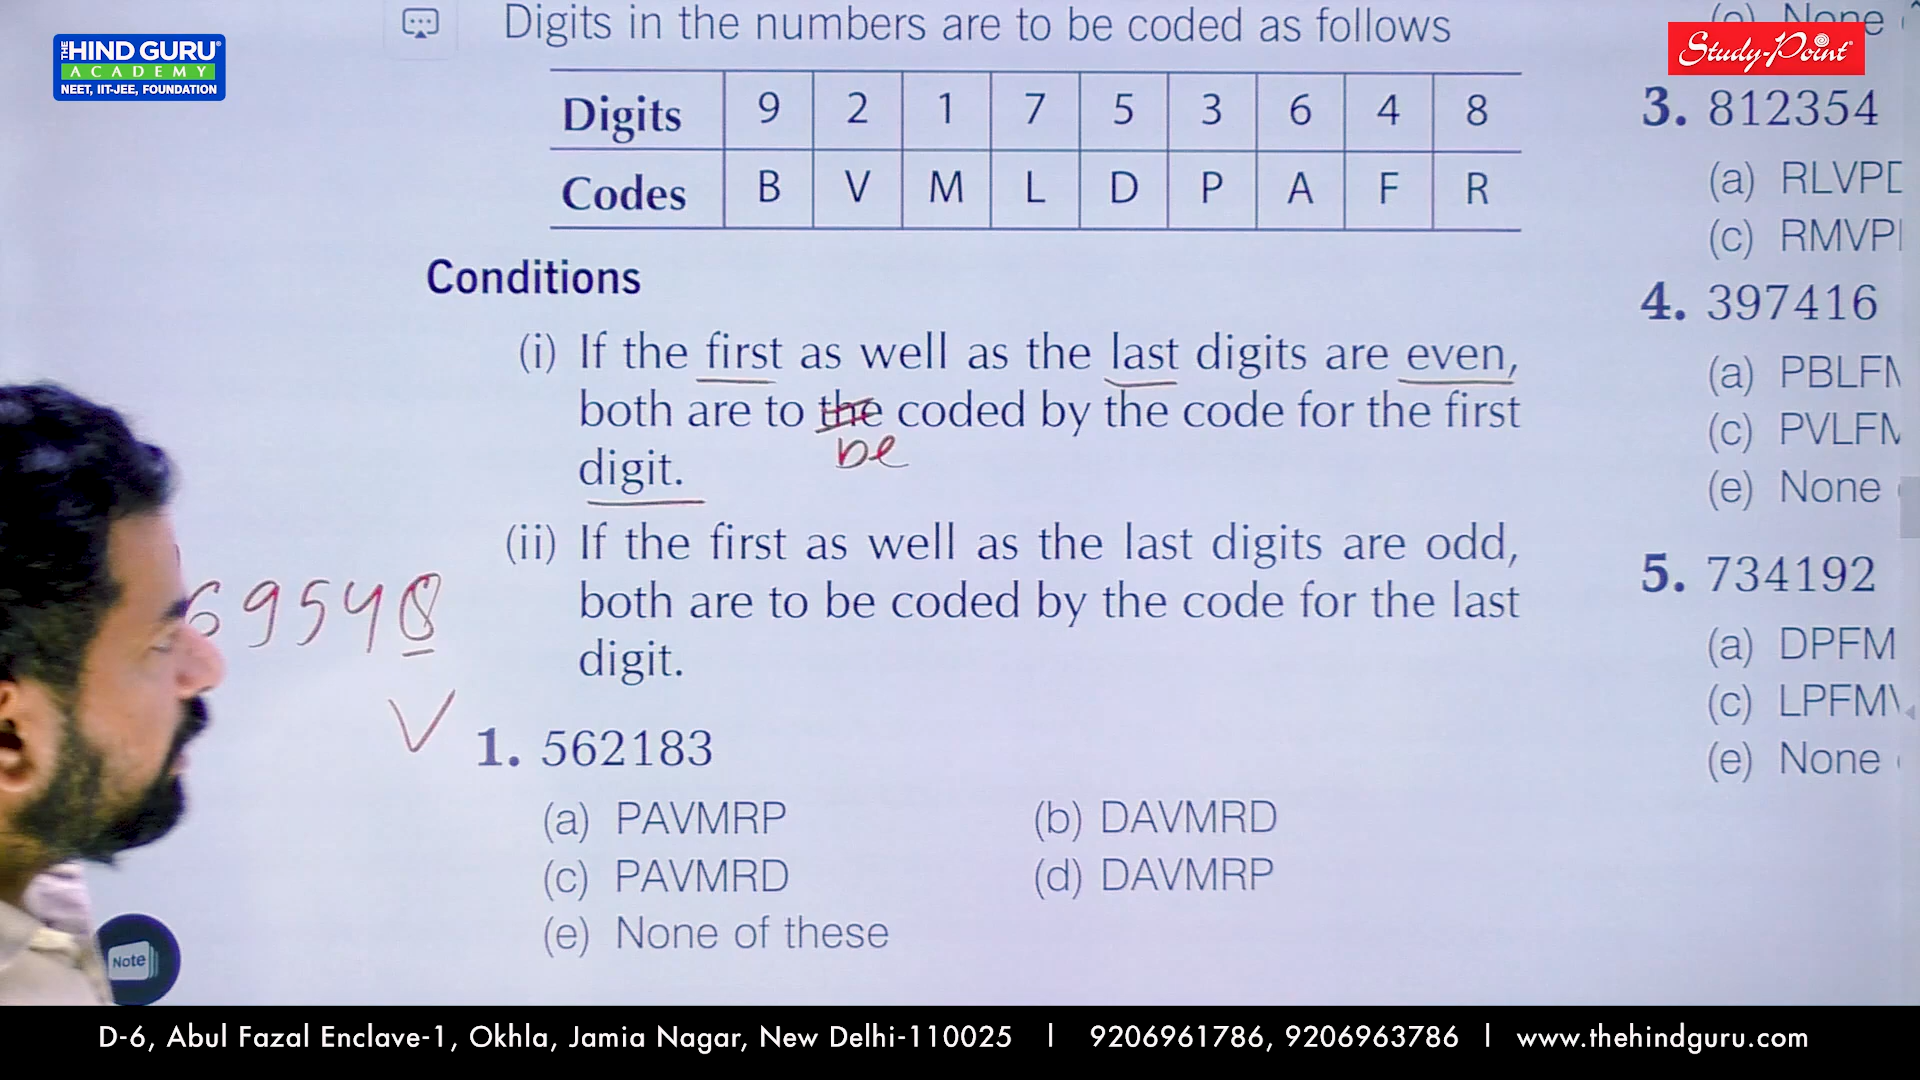 Digits in the numbers are to be coded as follows
THE HIND GURU
ACADEMY
NEET, IIT-JEE, FOUNDATION
Study-Point
Digits 9 2 1 7 5 3 6 4 8
Codes B V M L D P A F R
Conditions
(i) If the first as well as the last digits are even,
both are to the coded by the code for the first
be
digit.
(ii) If the first as well as the last digits are odd,
both are to be coded by the code for the last
digit.
69548
V
1. 562183
(a) PAVMRP (b) DAVMRD
(c) PAVMRD (d) DAVMRP
(e) None of these
(e) None
3. 812354
(a) RLVPD
(c) RMVP
4. 397416
(a) PBLFM
(c) PVLFM
(e) None
5. 734192
(a) DPFM
(c) LPFMV
(e) None
Note
D-6, Abul Fazal Enclave-1, Okhla, Jamia Nagar, New Delhi-110025 | 9206961786, 9206963786 | www.thehindguru.com